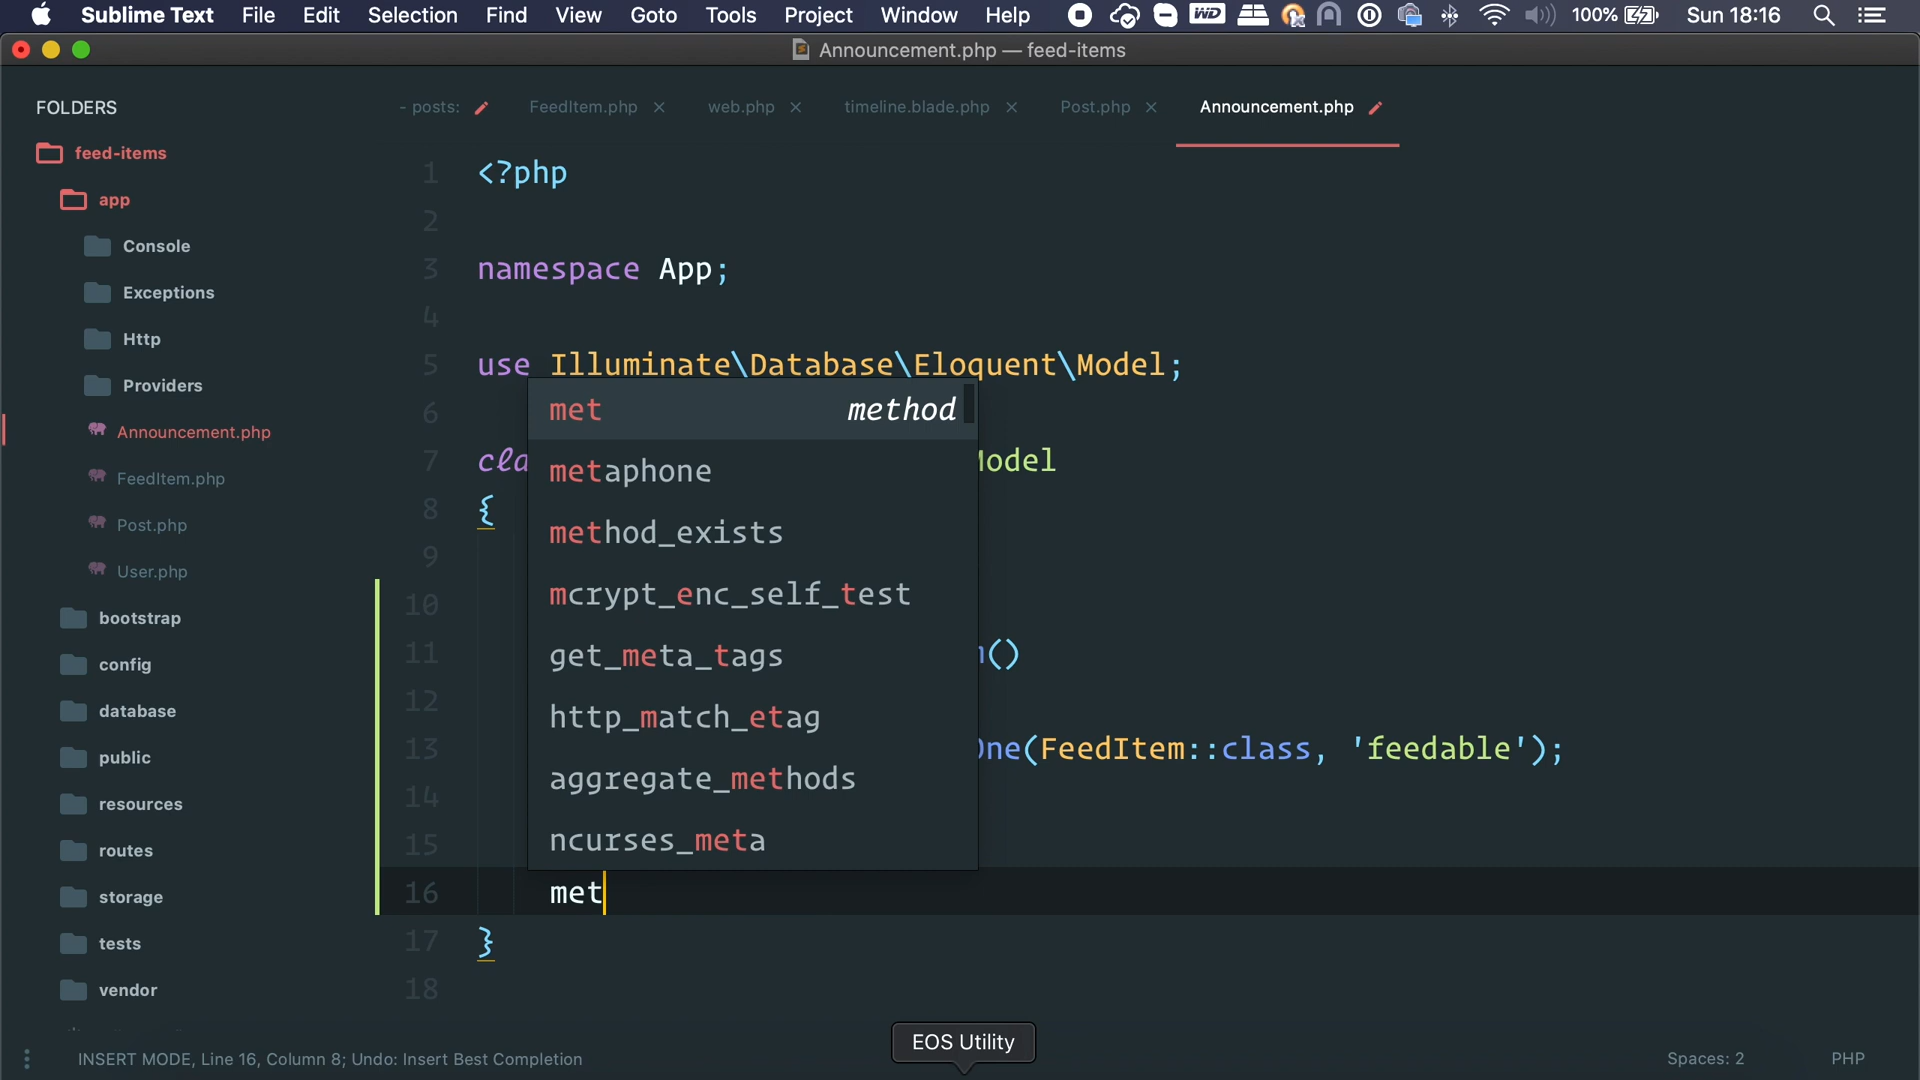 Sublime Text File Edit Selection Find View Goto Tools Project Window Help WD 100% Sun 18:16
Announcement.php — feed-items
FOLDERS
feed-items
app
Console
Exceptions
Http
Providers
Announcement.php
FeedItem.php
Post.php
User.php
bootstrap
config
database
public
resources
routes
storage
tests
vendor
- posts: FeedItem.php web.php timeline.blade.php Post.php Announcement.php
1 <?php
2
3 namespace App;
4
5 use Illuminate\Database\Eloquent\Model;
6
7 cla Model
8 {
9
10
11 ()
12
13 One(FeedItem::class, 'feedable');
14
15
16 met
17 }
18
met method
metaphone
method_exists
mcrypt_enc_self_test
get_meta_tags
http_match_etag
aggregate_methods
ncurses_meta
EOS Utility
INSERT MODE, Line 16, Column 8; Undo: Insert Best Completion
Spaces: 2 PHP